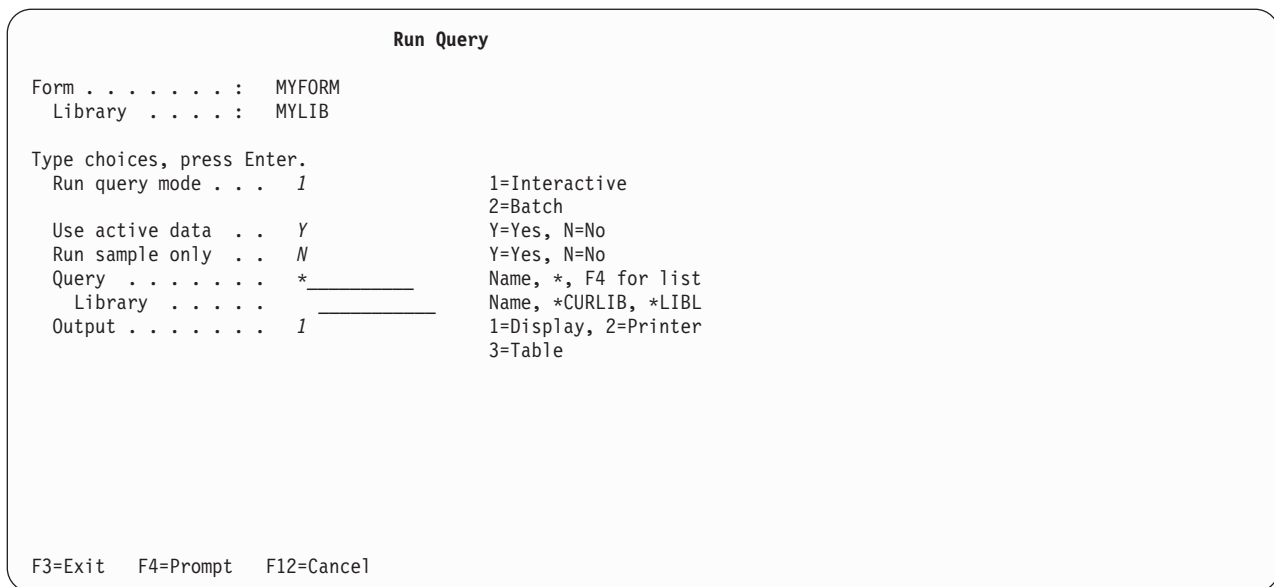 Run Query
Form . . . . . . . : MYFORM
Library . . . . : MYLIB
Type choices, press Enter.
Run query mode . . . 1 1=Interactive
2=Batch
Use active data . . Y Y=Yes, N=No
Run sample only . . N Y=Yes, N=No
Query . . . . . . . *__________ Name, *, F4 for list
Library . . . . . ___________ Name, *CURLIB, *LIBL
Output . . . . . . . 1 1=Display, 2=Printer
3=Table
F3=Exit F4=Prompt F12=Cancel